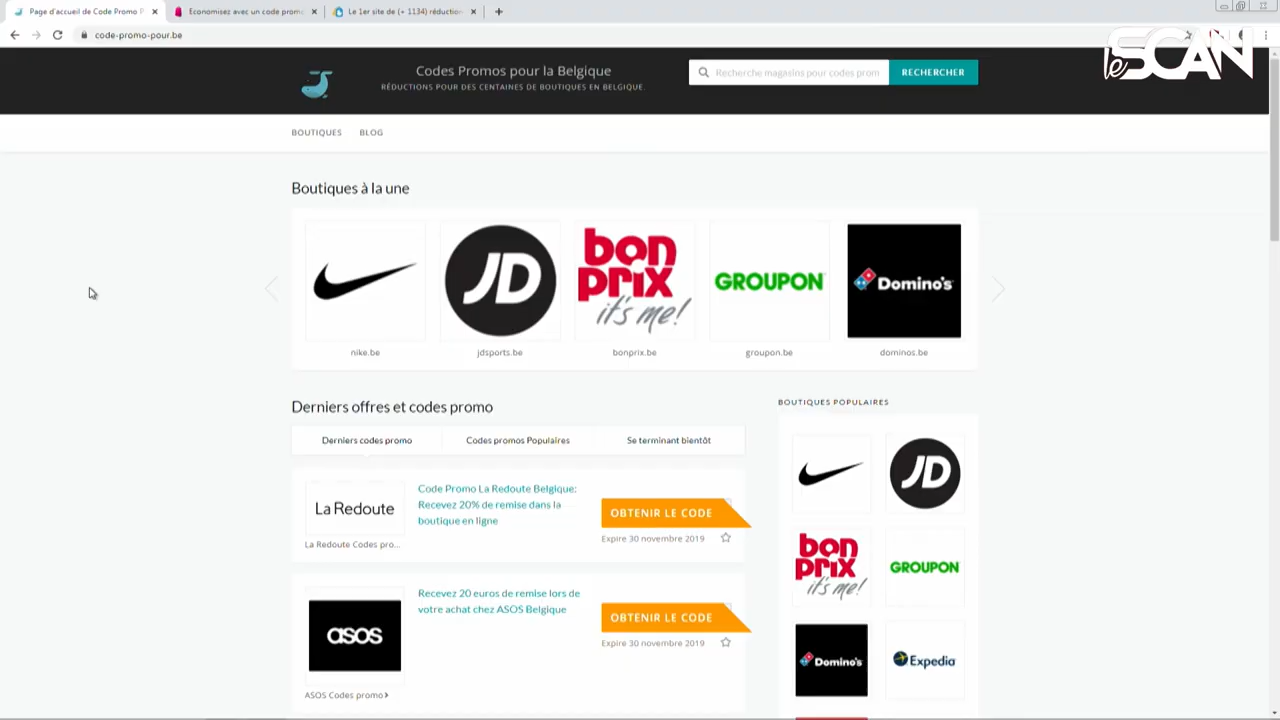 Page d'accueil de Code Promo P
Economisez avec un code promo
Le 1er site de (+ 1134) réduction
code-promo-pour.be
le SCAN
Codes Promos pour la Belgique
RÉDUCTIONS POUR DES CENTAINES DE BOUTIQUES EN BELGIQUE.
Recherche magasins pour codes prom
RECHERCHER
BOUTIQUES BLOG
Boutiques à la une
JD
bon prix it's me!
GROUPON
Domino's
nike.be
jdsports.be
bonprix.be
groupon.be
dominos.be
Derniers offres et codes promo
Derniers codes promo
Codes promos Populaires
Se terminant bientôt
La Redoute
La Redoute Codes pro...
Code Promo La Redoute Belgique:
Recevez 20% de remise dans la
boutique en ligne
OBTENIR LE CODE
Expire 30 novembre 2019
asos
ASOS Codes promo
Recevez 20 euros de remise lors de
votre achat chez ASOS Belgique
OBTENIR LE CODE
Expire 30 novembre 2019
BOUTIQUES POPULAIRES
JD
bon prix it's me!
GROUPON
Domino's
Expedia